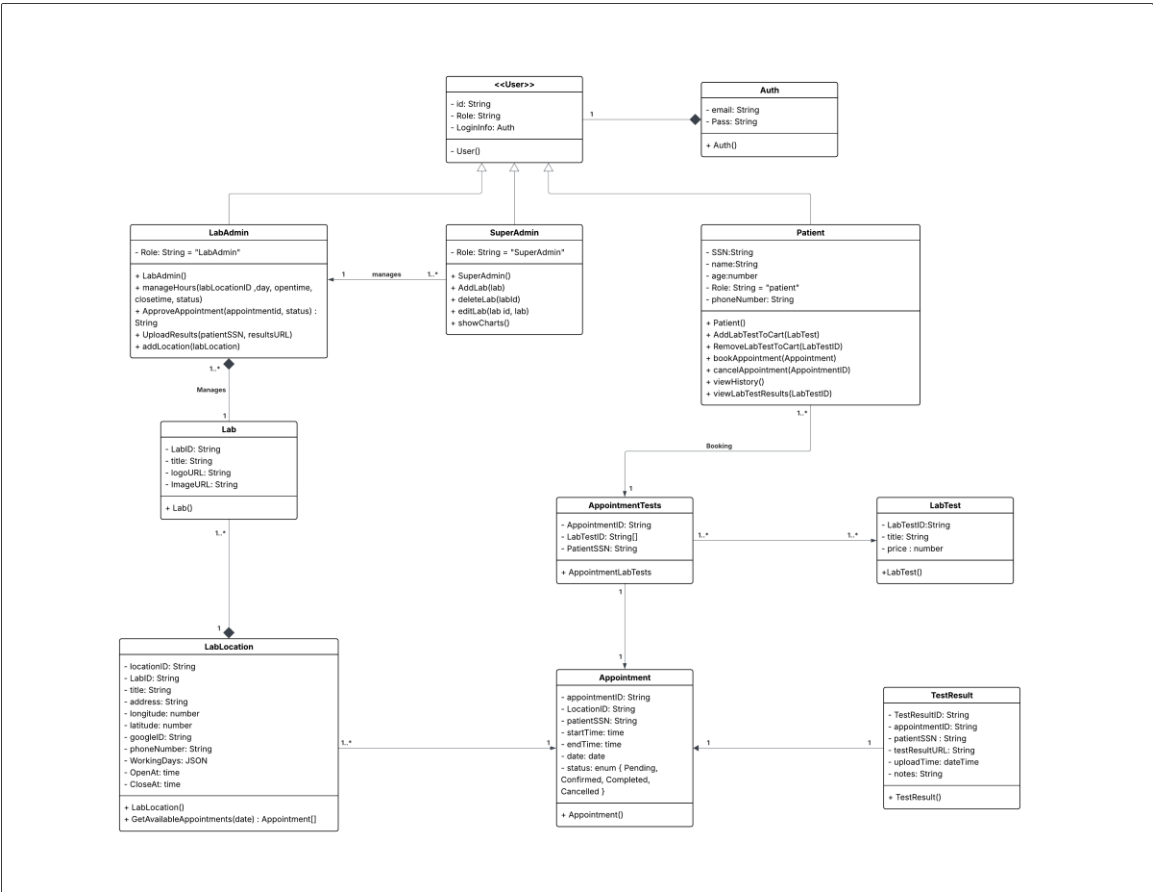 <<User>>
- id: String
- Role: String
- LoginInfo: Auth
- User()
1
Auth
- email: String
- Pass: String
+ Auth()
LabAdmin
- Role: String = "LabAdmin"
+ LabAdmin()
+ manageHours(labLocationID ,day, opentime,
closetime, status)
+ ApproveAppointment(appointmentid, status) :
String
+ UploadResults(patientSSN, resultsURL)
+ addLocation(labLocation)
1 manages 1..*
SuperAdmin
- Role: String = "SuperAdmin"
+ SuperAdmin()
+ AddLab(lab)
+ deleteLab(labId)
+ editLab(lab id, lab)
+ showCharts()
Patient
- SSN:String
- name:String
- age:number
- Role: String = "patient"
- phoneNumber: String
+ Patient()
+ AddLabTestToCart(LabTest)
+ RemoveLabTestToCart(LabTestID)
+ bookAppointment(Appointment)
+ cancelAppointment(AppointmentID)
+ viewHistory()
+ viewLabTestResults(LabTestID)
1..*
Manages
1
Lab
- LabID: String
- title: String
- logoURL: String
- ImageURL: String
+ Lab()
1..*
Booking
1
AppointmentTests
- AppointmentID: String
- LabTestID: String[]
- PatientSSN: String
+ AppointmentLabTests
1..* 1..*
LabTest
- LabTestID:String
- title: String
- price : number
+LabTest()
1..*
1
LabLocation
- locationID: String
- LabID: String
- title: String
- address: String
- longitude: number
- latitude: number
- googleID: String
- phoneNumber: String
- WorkingDays: JSON
- OpenAt: time
- CloseAt: time
+ LabLocation()
+ GetAvailableAppointments(date) : Appointment[]
1..* 1
1
1
Appointment
- appointmentID: String
- LocationID: String
- patientSSN: String
- startTime: time
- endTime: time
- date: date
- status: enum { Pending,
Confirmed, Completed,
Cancelled }
+ Appointment()
1 1
TestResult
- TestResultID: String
- appointmentID: String
- patientSSN : String
- testResultURL: String
- uploadTime: dateTime
- notes: String
+ TestResult()